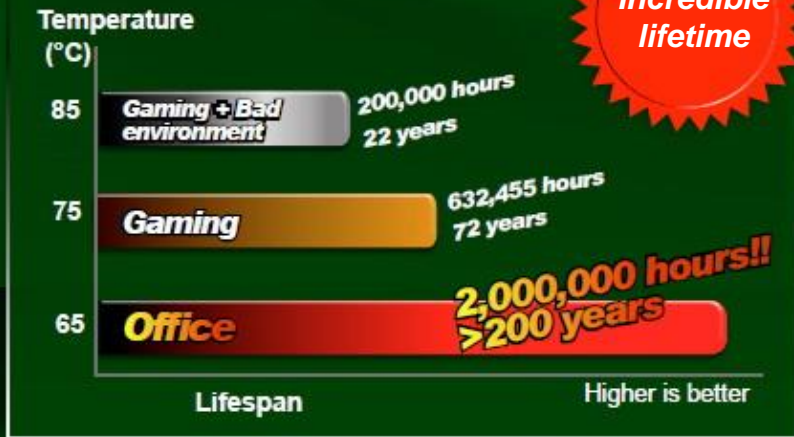 Incredible
lifetime
Temperature
(°C)
85
Gaming + Bad
environment
200,000 hours
22 years
75
Gaming
632,455 hours
72 years
65
Office
2,000,000 hours!!
>200 years
Lifespan
Higher is better